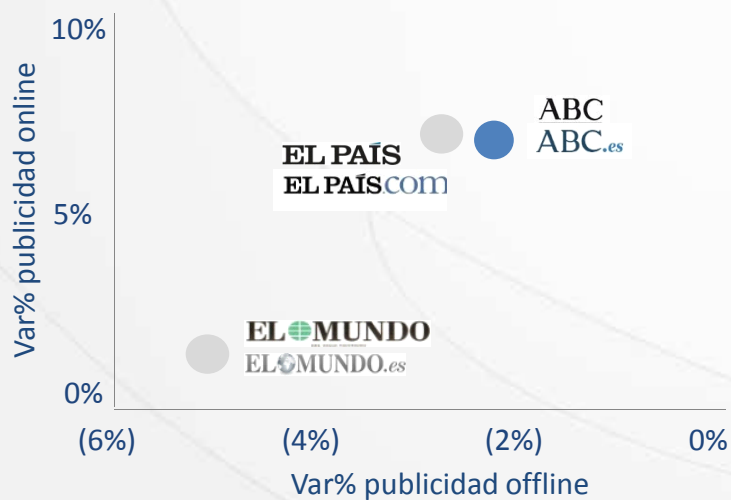 10%
Var% publicidad online
ABC
ABC.es
EL PAÍS
EL PAÍS.com
5%
EL MUNDO
EL MUNDO.es
0%
(6%)
(4%)
(2%)
0%
Var% publicidad offline